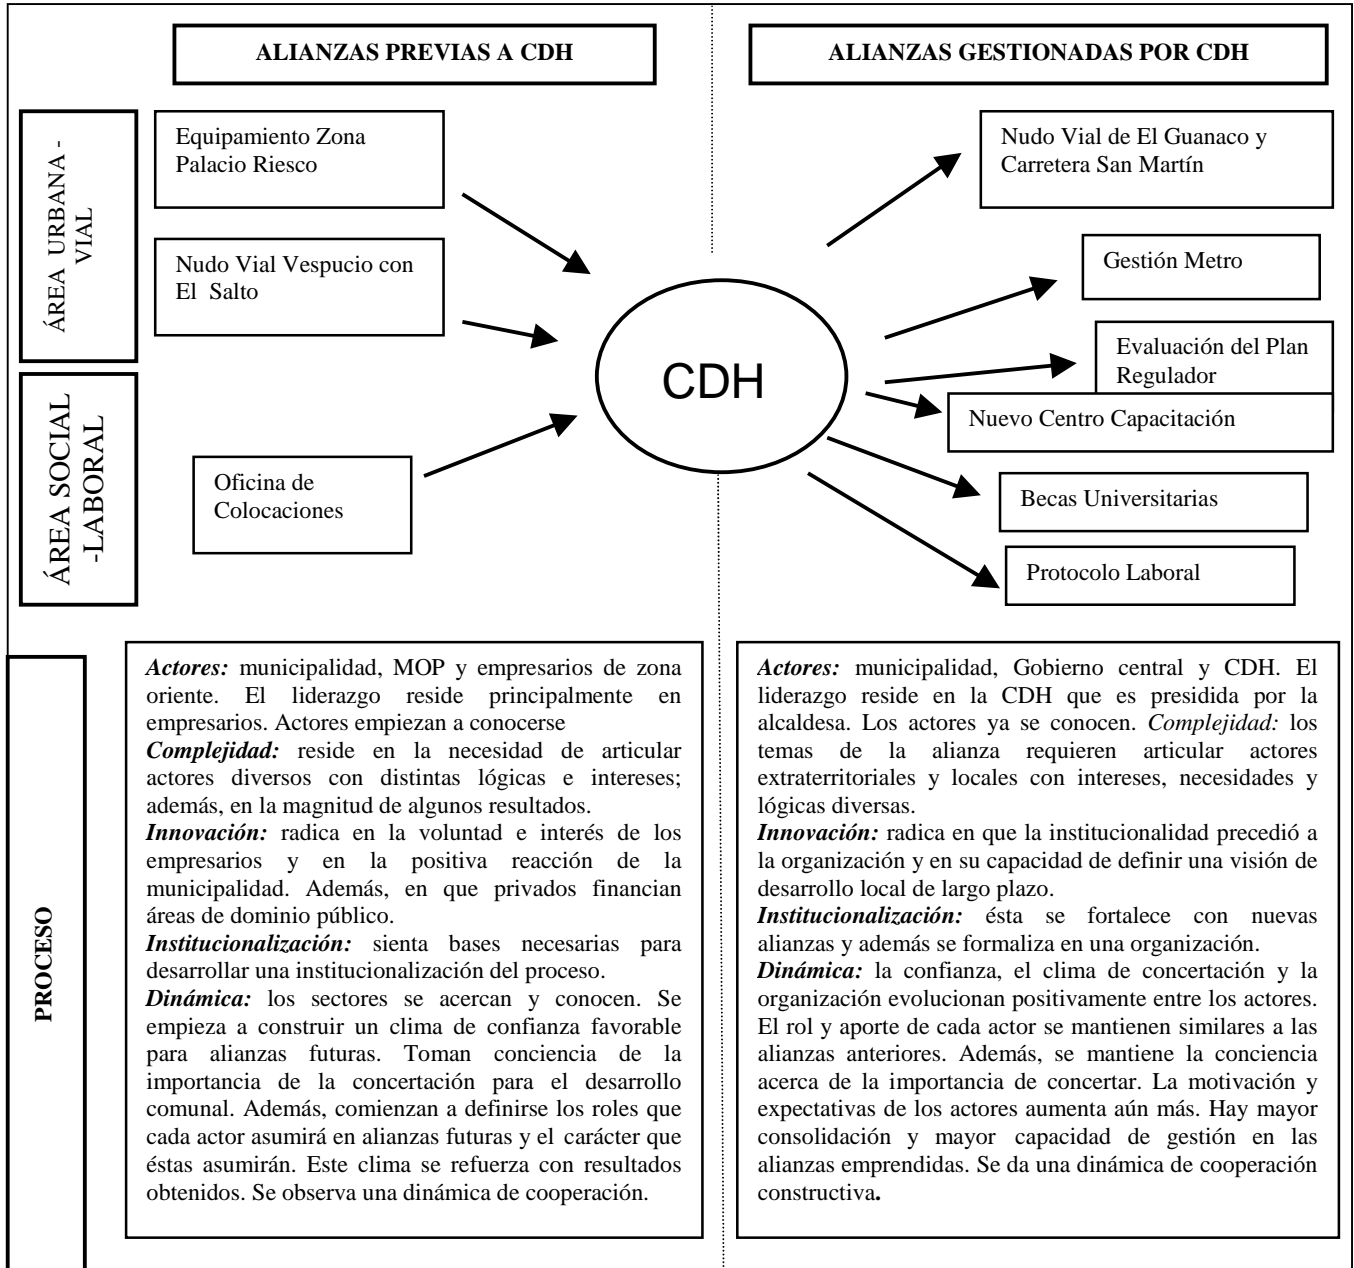 ALIANZAS PREVIAS A CDH
ALIANZAS GESTIONADAS POR CDH
ÁREA URBANA -
VIAL
Equipamiento Zona
Palacio Riesco
Nudo Vial Vespucio con
El Salto
Nudo Vial de El Guanaco y
Carretera San Martín
Gestión Metro
Evaluación del Plan
Regulador
CDH
ÁREA SOCIAL
-LABORAL
Oficina de
Colocaciones
Nuevo Centro Capacitación
Becas Universitarias
Protocolo Laboral
PROCESO
Actores: municipalidad, MOP y empresarios de zona
oriente. El liderazgo reside principalmente en
empresarios. Actores empiezan a conocerse
Complejidad: reside en la necesidad de articular
actores diversos con distintas lógicas e intereses;
además, en la magnitud de algunos resultados.
Innovación: radica en la voluntad e interés de los
empresarios y en la positiva reacción de la
municipalidad. Además, en que privados financian
áreas de dominio público.
Institucionalización: sienta bases necesarias para
desarrollar una institucionalización del proceso.
Dinámica: los sectores se acercan y conocen. Se
empieza a construir un clima de confianza favorable
para alianzas futuras. Toman conciencia de la
importancia de la concertación para el desarrollo
comunal. Además, comienzan a definirse los roles que
cada actor asumirá en alianzas futuras y el carácter que
éstas asumirán. Este clima se refuerza con resultados
obtenidos. Se observa una dinámica de cooperación.
Actores: municipalidad, Gobierno central y CDH. El
liderazgo reside en la CDH que es presidida por la
alcaldesa. Los actores ya se conocen. Complejidad: los
temas de la alianza requieren articular actores
extraterritoriales y locales con intereses, necesidades y
lógicas diversas.
Innovación: radica en que la institucionalidad precedió a
la organización y en su capacidad de definir una visión de
desarrollo local de largo plazo.
Institucionalización: ésta se fortalece con nuevas
alianzas y además se formaliza en una organización.
Dinámica: la confianza, el clima de concertación y la
organización evolucionan positivamente entre los actores.
El rol y aporte de cada actor se mantienen similares a las
alianzas anteriores. Además, se mantiene la conciencia
acerca de la importancia de concertar. La motivación y
expectativas de los actores aumenta aún más. Hay mayor
consolidación y mayor capacidad de gestión en las
alianzas emprendidas. Se da una dinámica de cooperación
constructiva.